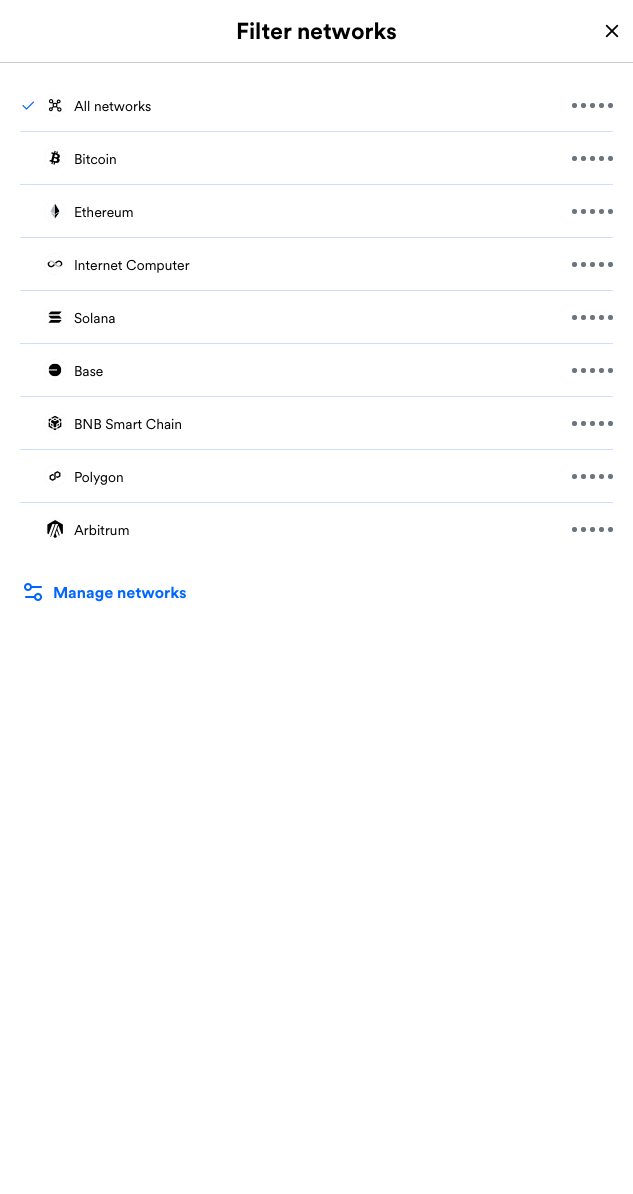 Filter networks
All networks
Bitcoin
Ethereum
Internet Computer
Solana
Base
BNB Smart Chain
Polygon
Arbitrum
Manage networks